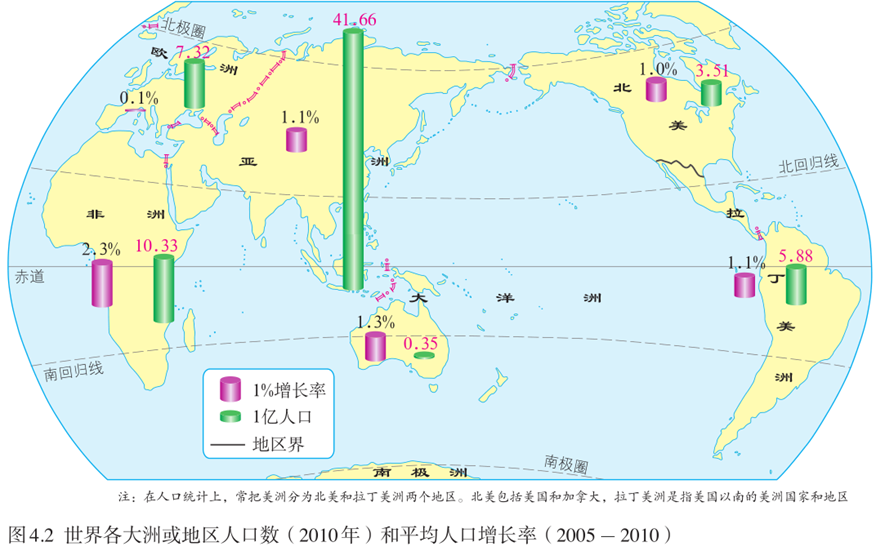 北极圈
欧 洲
7.32
0.1%
41.66
1.1%
亚 洲
北 美
1.0%
3.51
北回归线
非 洲
2.3%
10.33
赤道
拉 丁 美 洲
1.1%
5.88
大 洋 洲
1.3%
0.35
南回归线
1%增长率
1亿人口
地区界
南极圈
南 极 洲
注：在人口统计上，常把美洲分为北美和拉丁美洲两个地区。北美包括美国和加拿大，拉丁美洲是指美国以南的美洲国家和地区
图4.2 世界各大洲或地区人口数（2010年）和平均人口增长率（2005－2010）